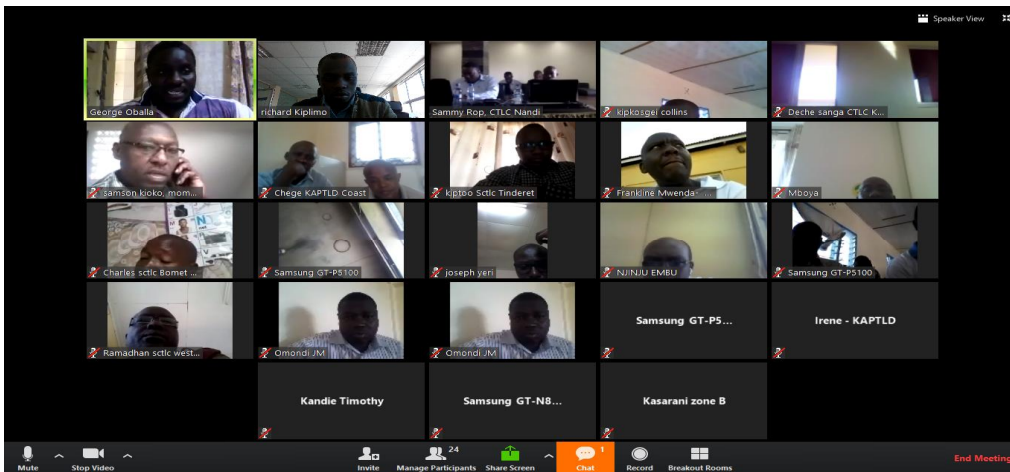 Speaker View
George Oballa
richard Kiplimo
Sammy Rop, CTLC Nandi
kipkosgei collins
Deche sanga CTLC K...
samson kioko, mom...
Chege KAPTLD Coast
kiptoo Sctlc Tinderet
Frankline Mwenda-
Mboya
Charles sctlc Bomet ...
Samsung GT-P5100
joseph yeri
NJINJU EMBU
Samsung GT-P5100
Ramadhan sctlc west...
Omondi JM
Omondi JM
Samsung GT-P5...
Irene - KAPTLD
Kandie Timothy
Samsung GT-N8...
Kasarani zone B
Mute
Stop Video
Invite
24
Manage Participants
Share Screen
1
Chat
Record
Breakout Rooms
End Meeting